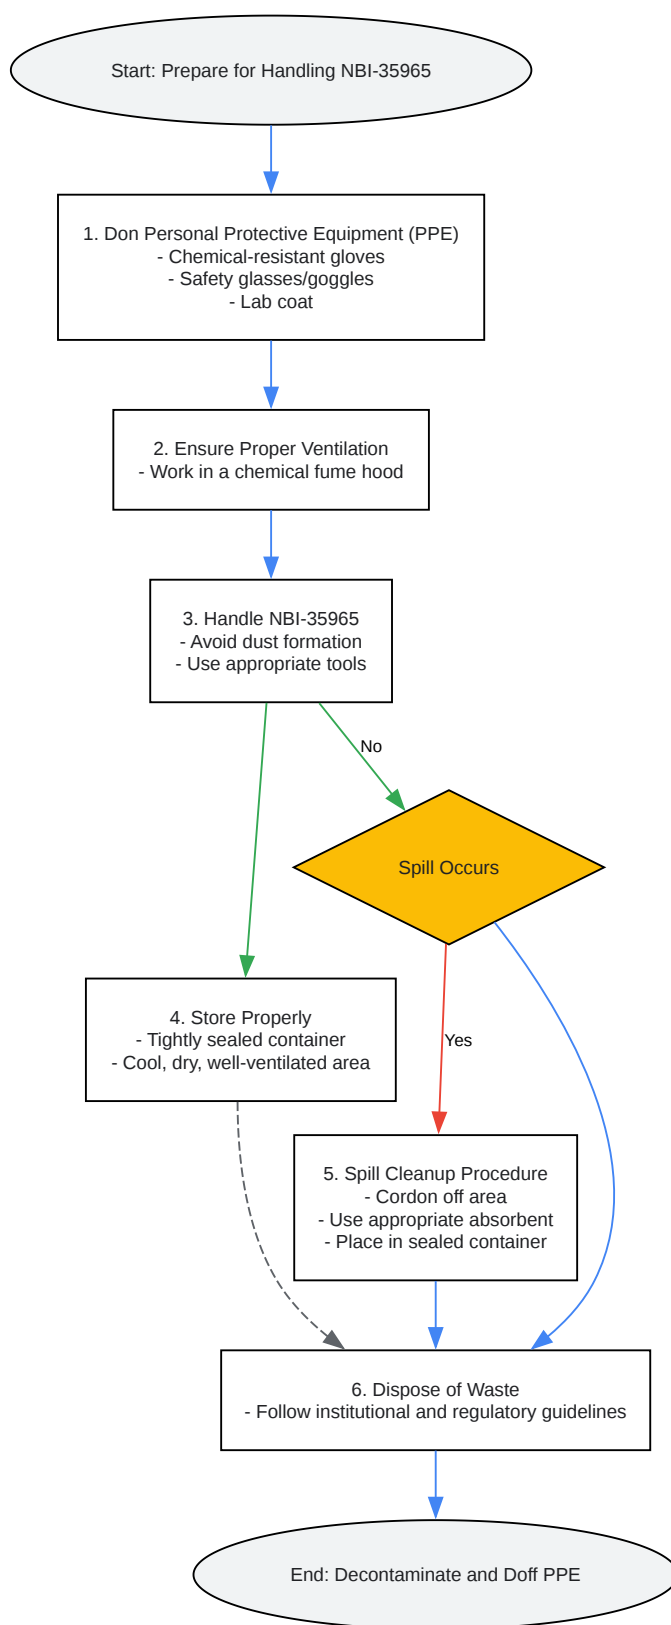 Start: Prepare for Handling NBI-35965
1. Don Personal Protective Equipment (PPE)
- Chemical-resistant gloves
- Safety glasses/goggles
- Lab coat
2. Ensure Proper Ventilation
- Work in a chemical fume hood
3. Handle NBI-35965
- Avoid dust formation
- Use appropriate tools
No
Spill Occurs
4. Store Properly
- Tightly sealed container
- Cool, dry, well-ventilated area
Yes
5. Spill Cleanup Procedure
- Cordon off area
- Use appropriate absorbent
- Place in sealed container
6. Dispose of Waste
- Follow institutional and regulatory guidelines
End: Decontaminate and Doff PPE